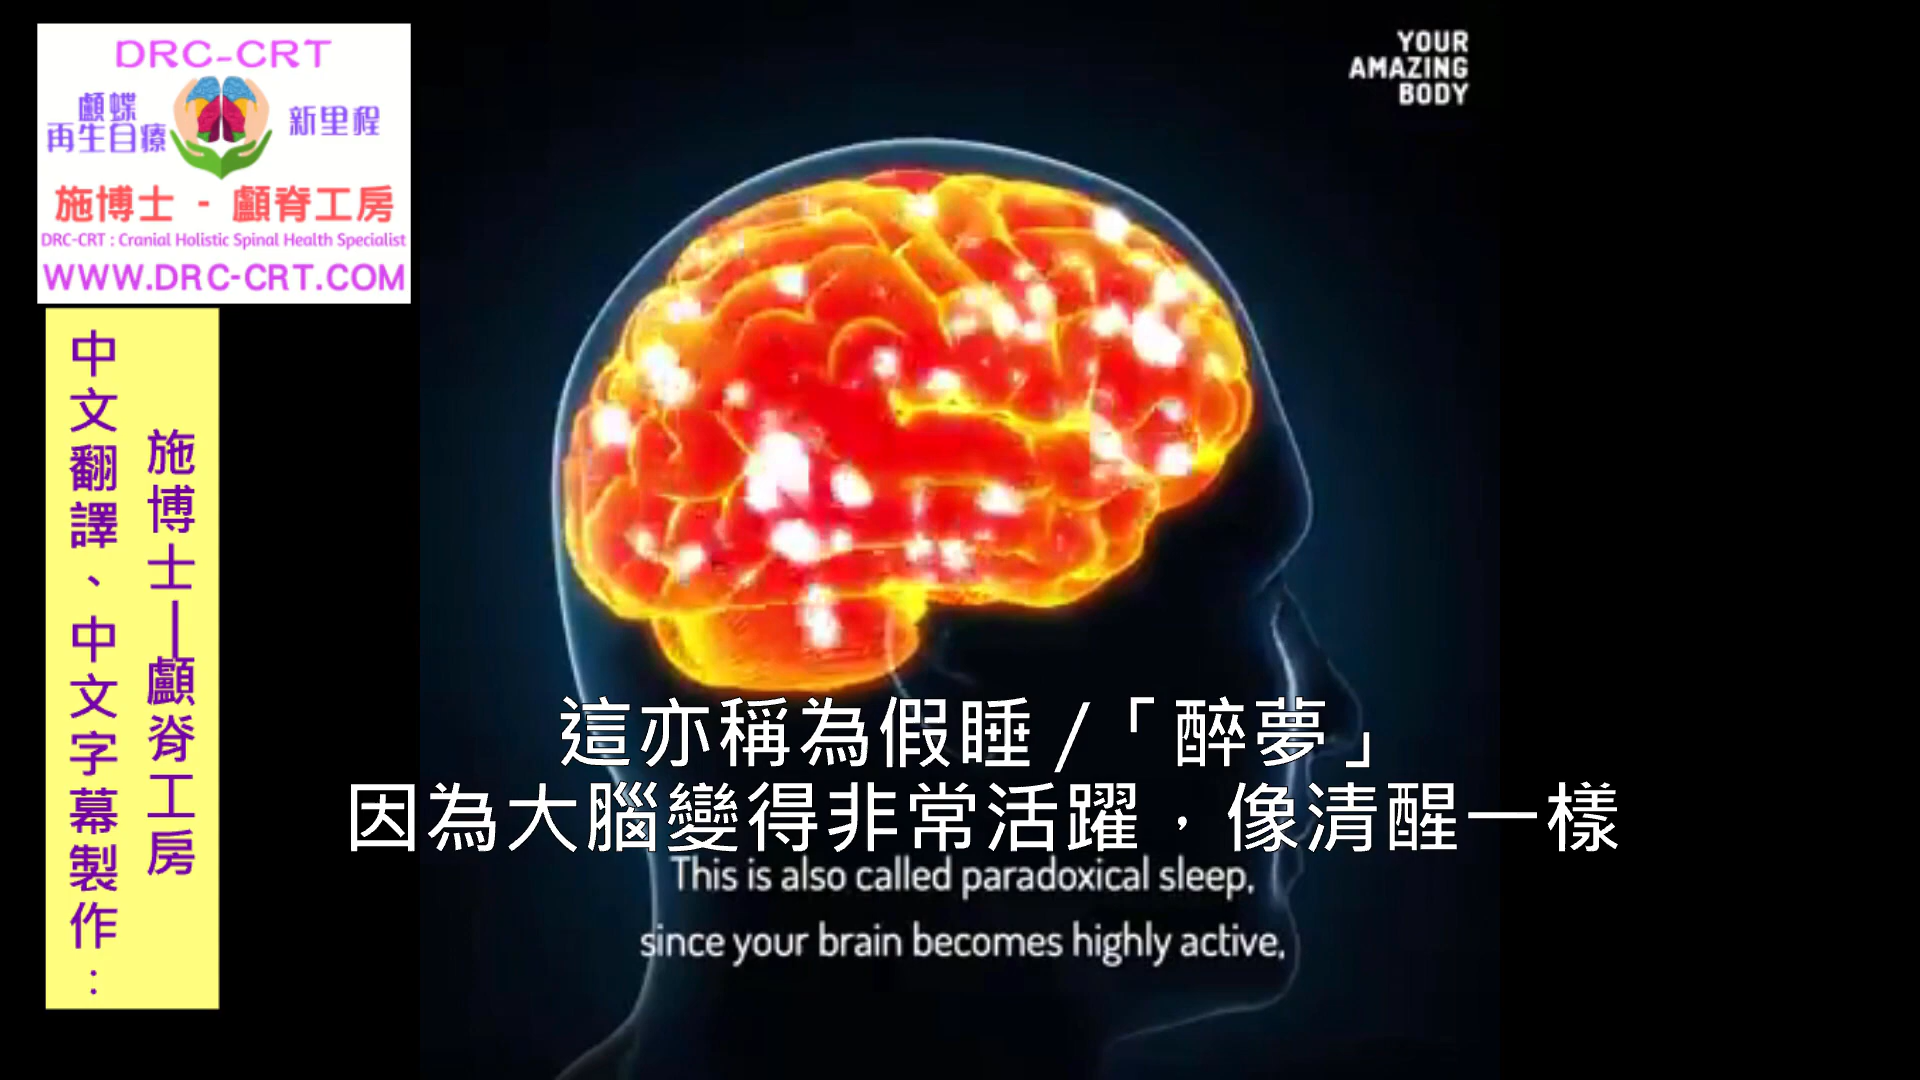 DRC-CRT
顱蝶
再生自療
新里程
施博士 - 顱脊工房
DRC-CRT : Cranial Holistic Spinal Health Specialist
WWW.DRC-CRT.COM
YOUR
AMAZING
BODY
中文翻譯、中文字幕製作：
施博士—顱脊工房
這亦稱為假睡 /「醉夢」
因為大腦變得非常活躍，像清醒一樣
This is also called paradoxical sleep,
since your brain becomes highly active,